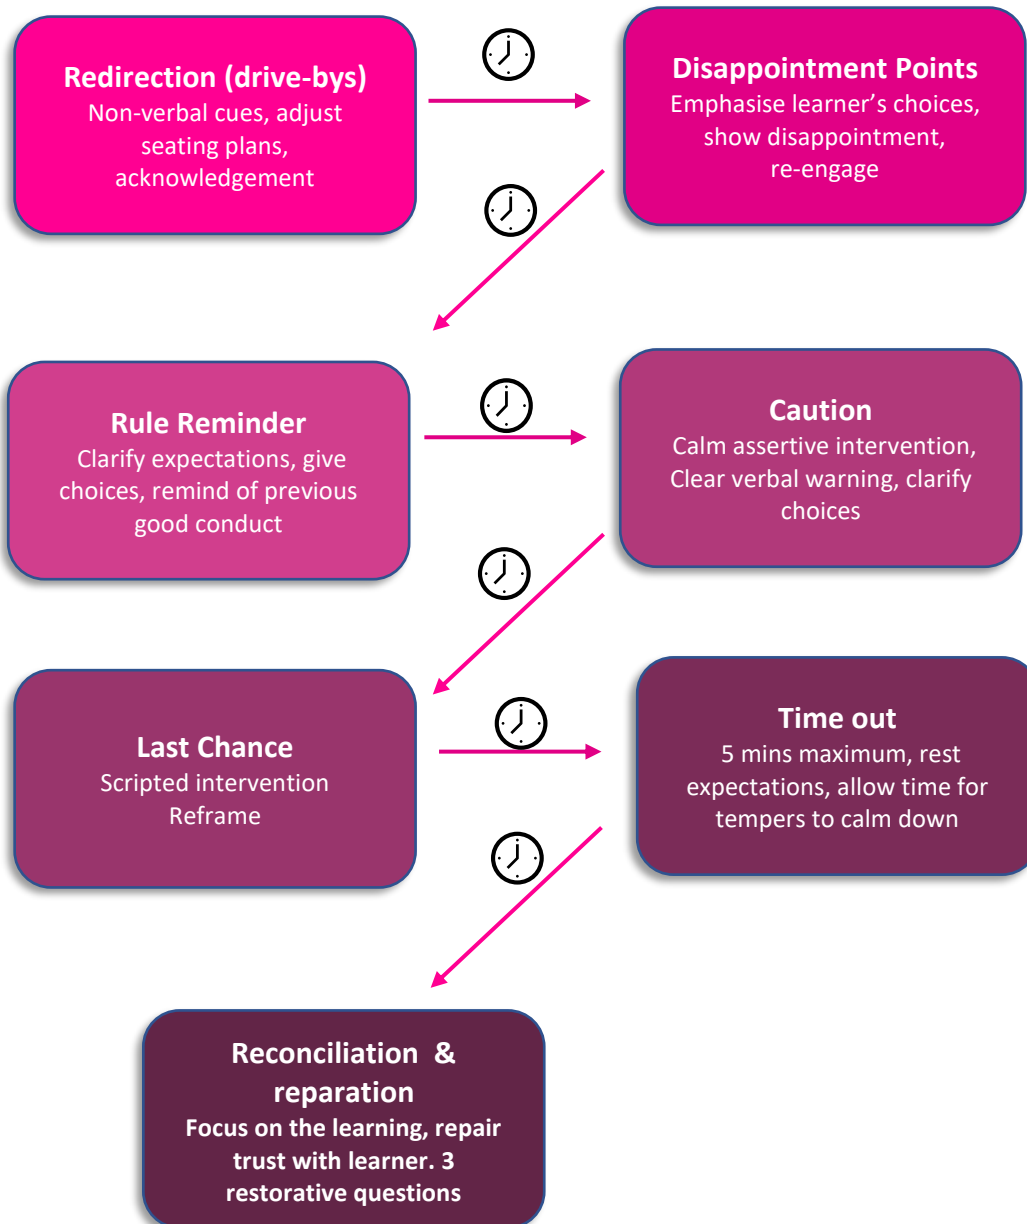 Redirection (drive-bys)
Non-verbal cues, adjust
seating plans,
acknowledgement
Disappointment Points
Emphasise learner’s choices,
show disappointment,
re-engage
Rule Reminder
Clarify expectations, give
choices, remind of previous
good conduct
Caution
Calm assertive intervention,
Clear verbal warning, clarify
choices
Last Chance
Scripted intervention
Reframe
Time out
5 mins maximum, rest
expectations, allow time for
tempers to calm down
Reconciliation &
reparation
Focus on the learning, repair
trust with learner. 3
restorative questions